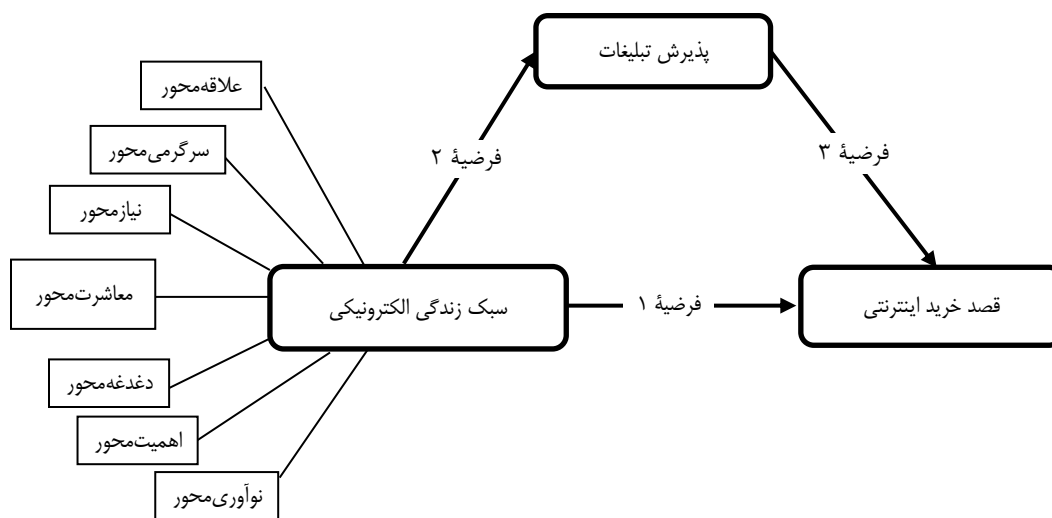 پذیرش تبلیغات
علاقه‌محور
سرگرمی‌محور
فرضیهٔ ۲
فرضیهٔ ۳
نیازمحور
معاشرت‌محور
سبک زندگی الکترونیکی
فرضیهٔ ۱
قصد خرید اینترنتی
دغدغه‌محور
اهمیت‌محور
نوآوری‌محور